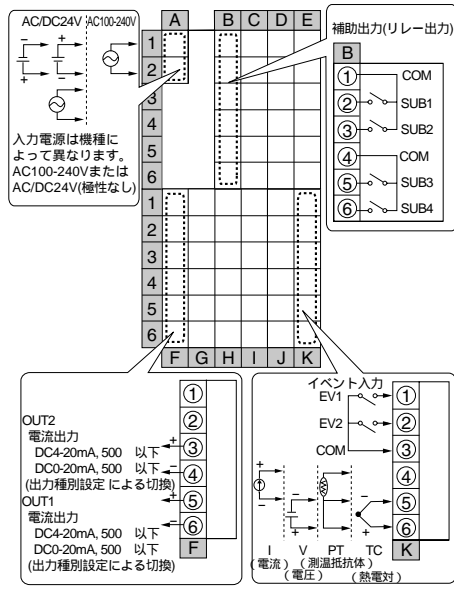 AC/DC24V AC100-240V
− − +
+ + −
入力電源は機種に
よって異なります。
AC100-240Vまたは
AC/DC24V(極性なし)
A B C D E
1
2
3
4
5
6
1
2
3
4
5
6
F G H I J K
補助出力(リレー出力)
B
① COM
② SUB1
③ SUB2
④ COM
⑤ SUB3
⑥ SUB4
①
②
OUT2
電流出力
DC4-20mA, 500 以下
DC0-20mA, 500 以下
(出力種別設定 による切換)
+ ③
− ④
OUT1
電流出力
DC4-20mA, 500 以下
DC0-20mA, 500 以下
(出力種別設定 による切換)
+ ⑤
− ⑥
F
イベント入力
EV1 ①
EV2 ②
COM ③
④
⑤
⑥
K
+ − − +
− + +
I V PT TC
(電流) (測温抵抗体)
(電圧) (熱電対)